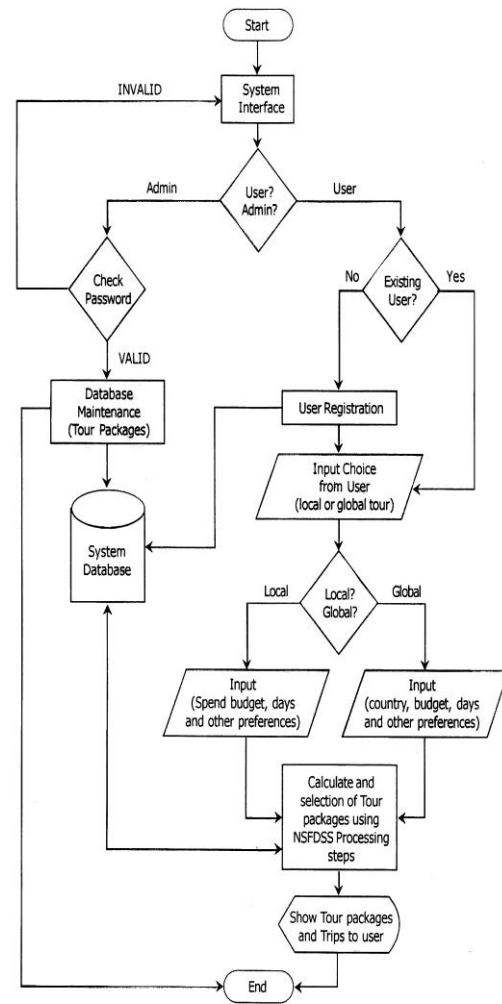 Start
System
Interface
INVALID
User?
Admin?
Admin
User
Check
Password
Existing
User?
No
Yes
VALID
Database
Maintenance
(Tour Packages)
User Registration
Input Choice
from User
(local or global tour)
System
Database
Local?
Global?
Local
Global
Input
(Spend budget, days
and other preferences)
Input
(country, budget, days
and other preferences)
Calculate and
selection of Tour
packages using
NSFDSS Processing
steps
Show Tour packages
and Trips to user
End